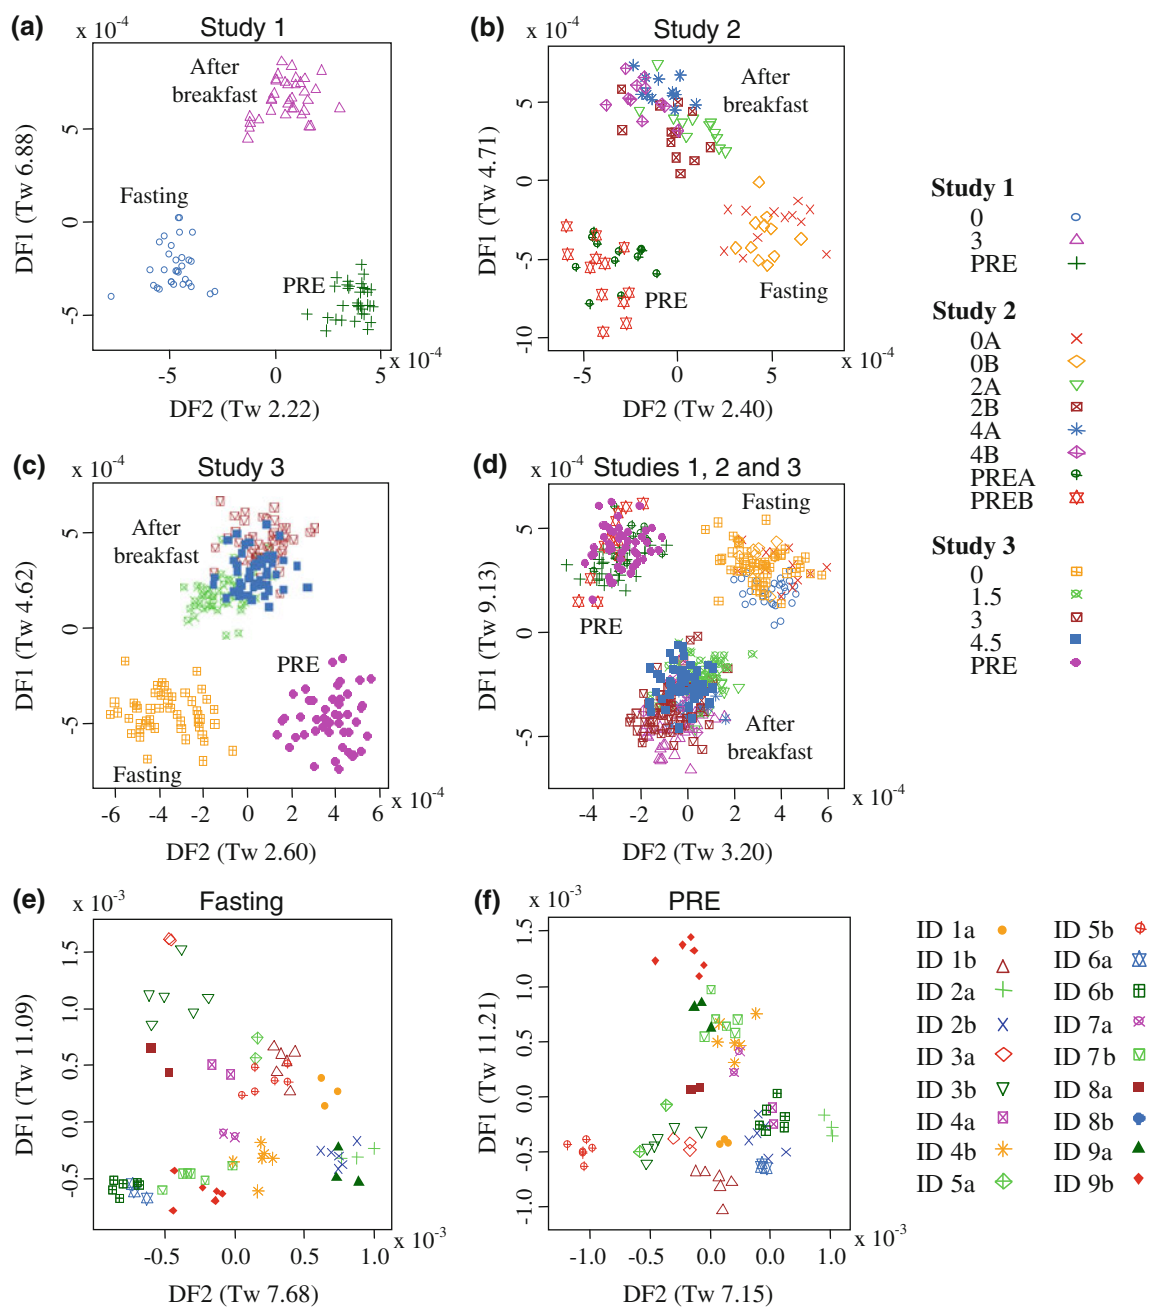 (a)
x 10⁻⁴
Study 1
After
breakfast
Fasting
PRE
5
0
-5
DF1 (Tw 6.88)
-5
0
5
x 10⁻⁴
DF2 (Tw 2.22)
(b)
x 10⁻⁴
Study 2
After
breakfast
PRE
Fasting
5
0
-5
-10
DF1 (Tw 4.71)
-5
0
5
x 10⁻⁴
DF2 (Tw 2.40)
(c)
x 10⁻⁴
Study 3
After
breakfast
PRE
Fasting
5
0
-5
DF1 (Tw 4.62)
-6
-4
-2
0
2
4
6
x 10⁻⁴
DF2 (Tw 2.60)
(d)
x 10⁻⁴
Studies 1, 2 and 3
Fasting
PRE
After
breakfast
5
0
-5
DF1 (Tw 9.13)
-4
-2
0
2
4
6
x 10⁻⁴
DF2 (Tw 3.20)
Study 1
0
3
PRE
Study 2
0A
0B
2A
2B
4A
4B
PREA
PREB
Study 3
0
1.5
3
4.5
PRE
(e)
x 10⁻³
Fasting
1.5
1.0
0.5
0.0
-0.5
DF1 (Tw 11.09)
-0.5
0.0
0.5
1.0
x 10⁻³
DF2 (Tw 7.68)
(f)
x 10⁻³
PRE
1.5
1.0
0.5
0.0
-0.5
-1.0
DF1 (Tw 11.21)
-1.0
-0.5
0.0
0.5
1.0
x 10⁻³
DF2 (Tw 7.15)
ID 1a
ID 1b
ID 2a
ID 2b
ID 3a
ID 3b
ID 4a
ID 4b
ID 5a
ID 5b
ID 6a
ID 6b
ID 7a
ID 7b
ID 8a
ID 8b
ID 9a
ID 9b